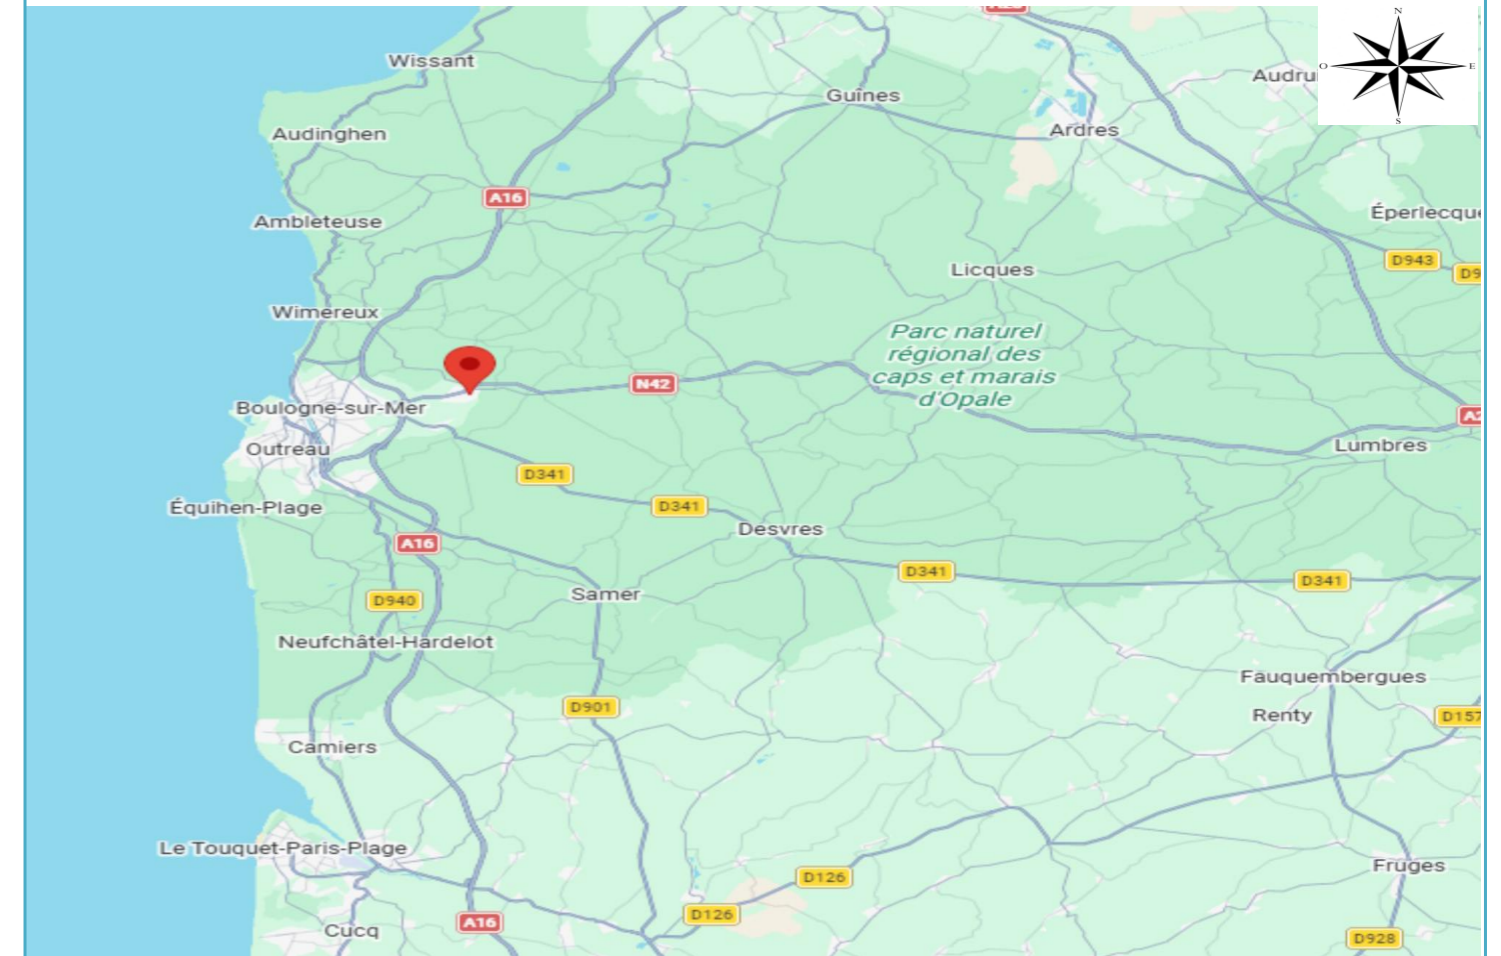 N
Wissant
Guînes
Audru
O
E
S
Audinghen
Ardres
A16
Ambleteuse
Éperlecque
D943
Licques
D9
Wimereux
Parc naturel
régional des
caps et marais
d'Opale
N42
Boulogne-sur-Mer
Outreau
A2
Lumbres
D341
Équihen-Plage
D341
Desvres
A16
D341
D341
D940
Samer
Neufchâtel-Hardelot
Fauquembergues
D901
Renty
D157
Camiers
Le Touquet-Paris-Plage
D126
Fruges
D126
A16
Cucq
D928